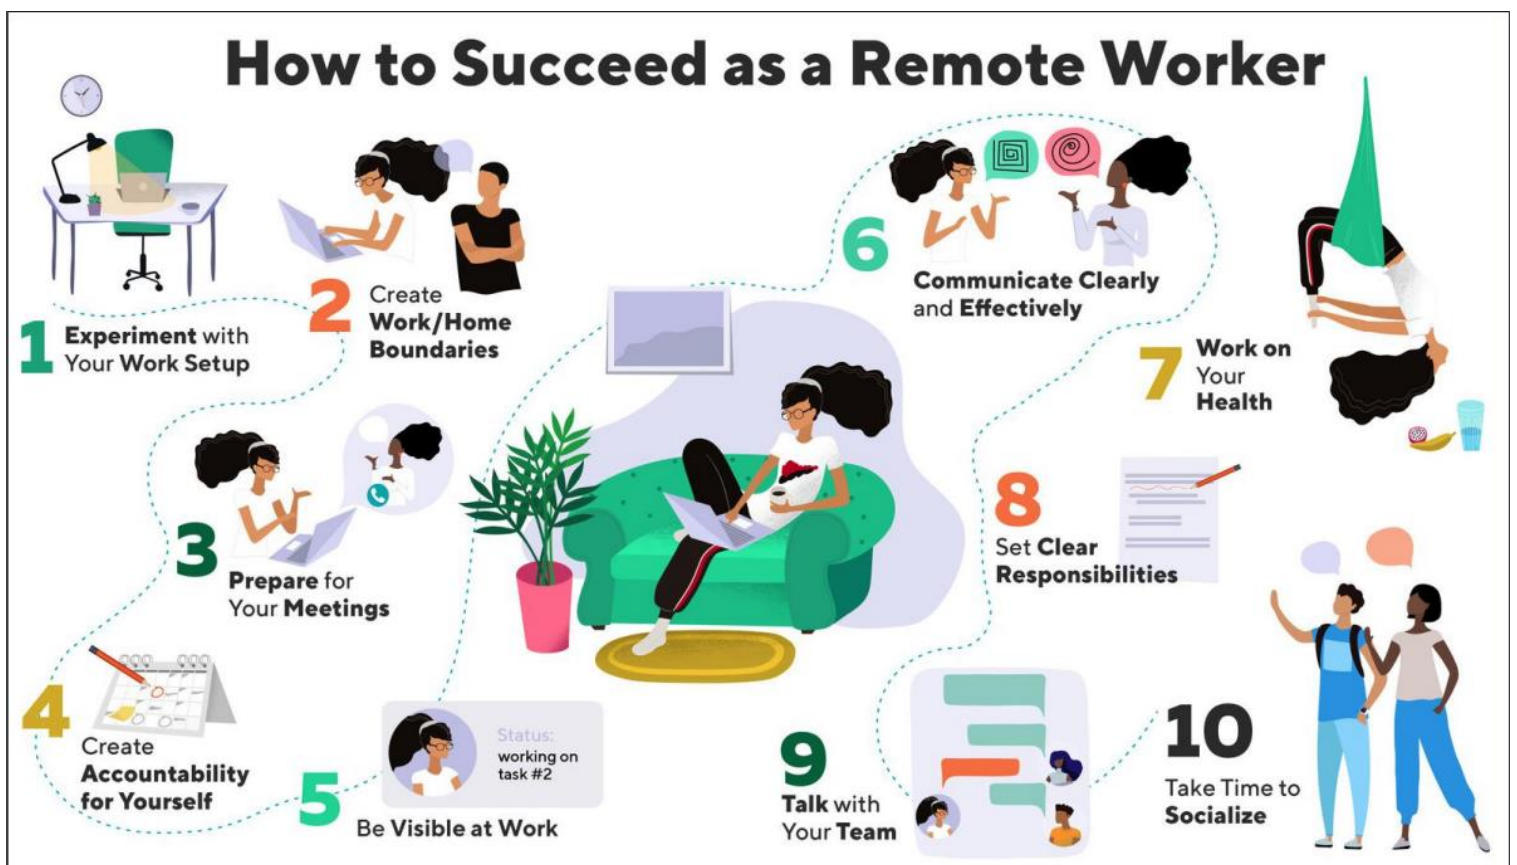 How to Succeed as a Remote Worker
1
Experiment with
Your Work Setup
2
Create
Work/Home
Boundaries
3
Prepare for
Your Meetings
4
Create
Accountability
for Yourself
5
Status:
working on
task #2
Be Visible at Work
6
Communicate Clearly
and Effectively
7
Work on
Your
Health
8
Set Clear
Responsibilities
9
Talk with
Your Team
10
Take Time to
Socialize